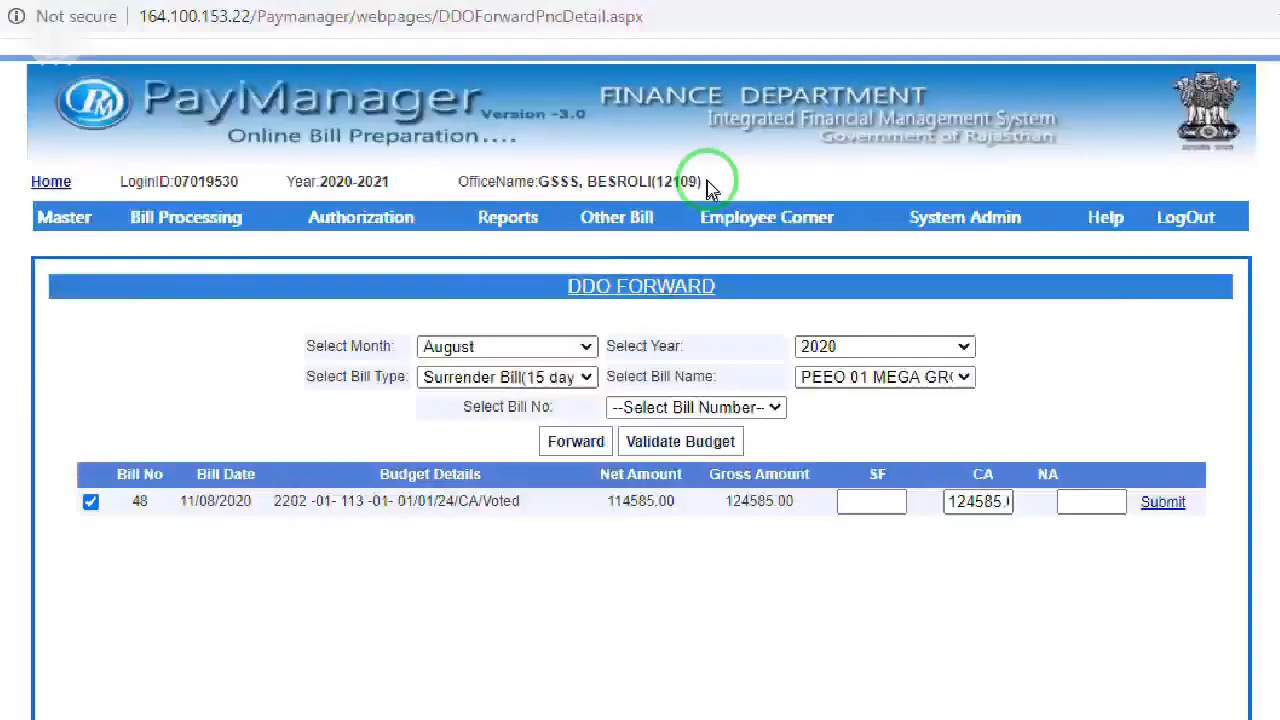 Not secure 164.100.153.22/Paymanager/webpages/DDOForwardPncDetail.aspx
PM PayManager Version -3.0
Online Bill Preparation....
FINANCE DEPARTMENT
Integrated Financial Management System
Government of Rajasthan
Home LoginID:07019530 Year:2020-2021 OfficeName:GSSS, BESROLI(12109)
Master Bill Processing Authorization Reports Other Bill Employee Corner System Admin Help LogOut
DDO FORWARD
Select Month: August Select Year: 2020
Select Bill Type: Surrender Bill(15 day Select Bill Name: PEEO 01 MEGA GR
Select Bill No: --Select Bill Number--
Forward Validate Budget
Bill No Bill Date Budget Details Net Amount Gross Amount SF CA NA
48 11/08/2020 2202 -01- 113 -01- 01/01/24/CA/Voted 114585.00 124585.00 124585. Submit